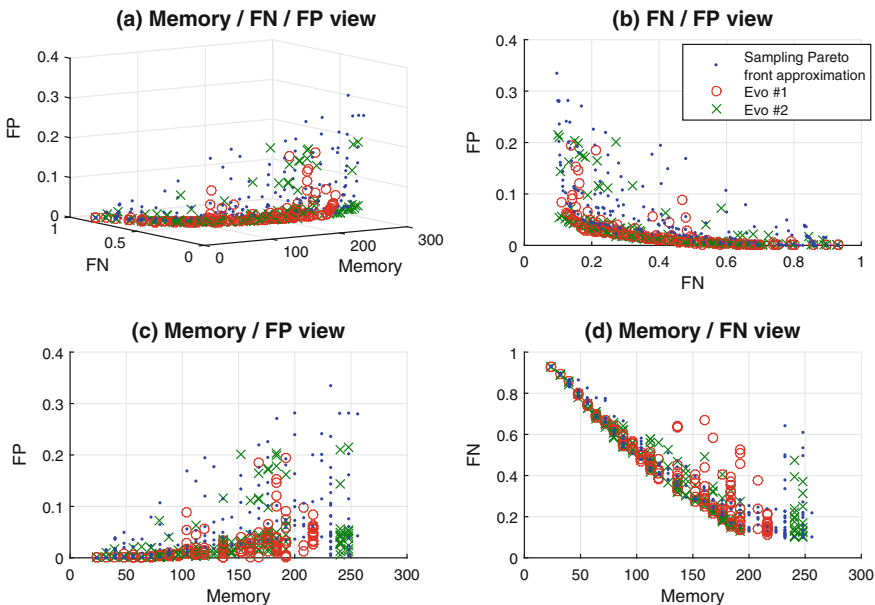 (a) Memory / FN / FP view
0.4
0.3
0.2
0.1
0
FP
1
0.5
0
FN
0
100
200
300
Memory
(b) FN / FP view
0.4
0.3
0.2
0.1
0
FP
0
0.2
0.4
0.6
0.8
1
FN
Sampling Pareto
front approximation
Evo #1
Evo #2
(c) Memory / FP view
0.4
0.3
0.2
0.1
0
FP
0
50
100
150
200
250
300
Memory
(d) Memory / FN view
1
0.8
0.6
0.4
0.2
0
FN
0
50
100
150
200
250
300
Memory